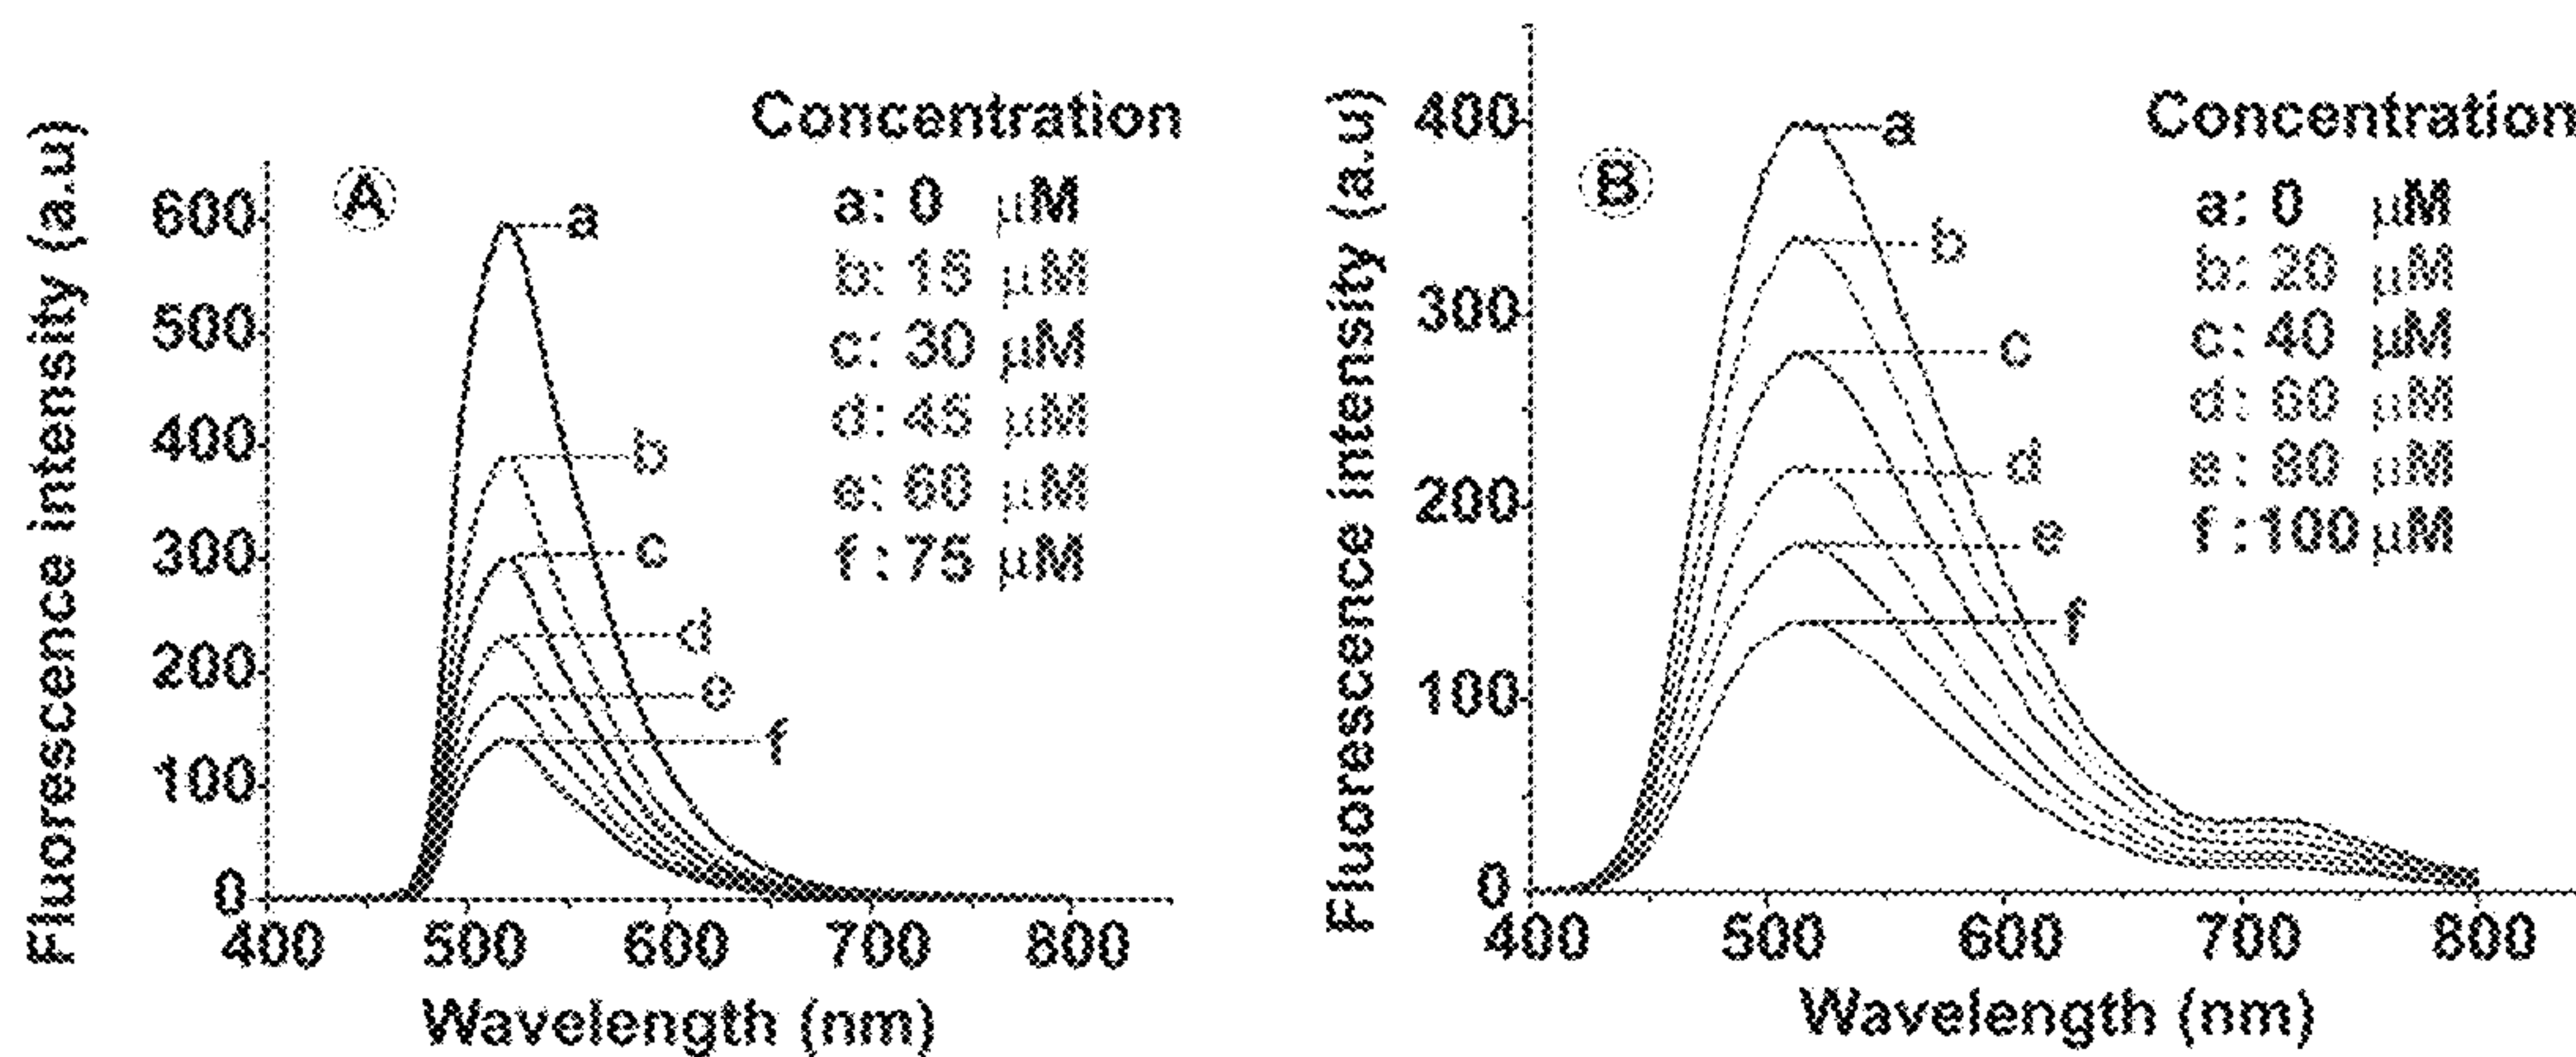 Fluorescence intensity (a.u)
600
500
400
300
200
100
0
400 500 600 700 800
Wavelength (nm)
A
a
b
c
d
e
f
Concentration
a: 0 μM
b: 15 μM
c: 30 μM
d: 45 μM
e: 60 μM
f: 75 μM
Fluorescence intensity (a.u)
400
300
200
100
0
400 500 600 700 800
Wavelength (nm)
B
a
b
c
d
e
f
Concentration
a: 0 μM
b: 20 μM
c: 40 μM
d: 60 μM
e: 80 μM
f: 100 μM